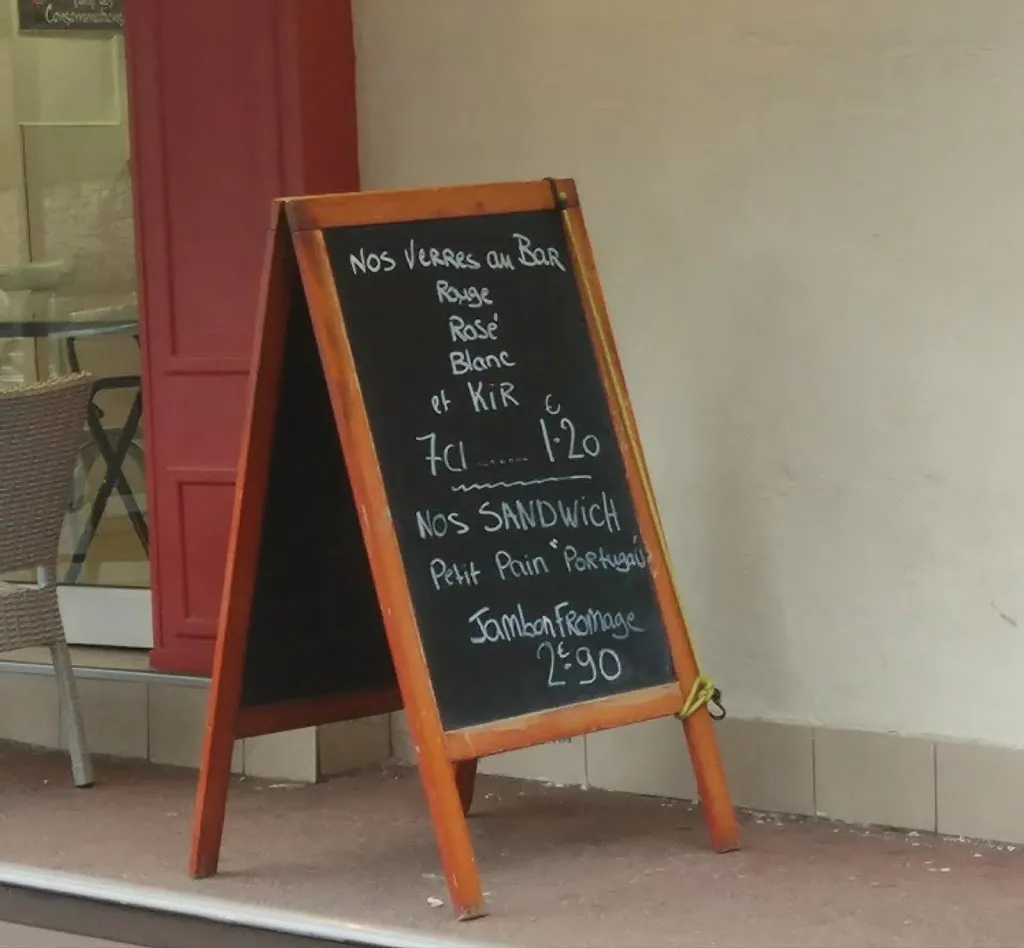 Consommations
Nos Verres au Bar
Rouge
Rosé
Blanc
et KiR
7cl ....... 1€.20
Nos SANDWicH
Petit Pain "Portugais"
Jambon Fromage
2€.90